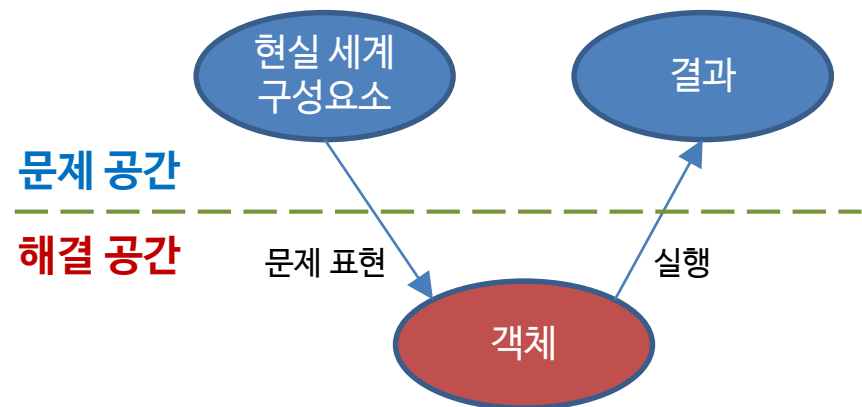 현실 세계
구성요소
결과
문제 공간
해결 공간
문제 표현
실행
객체